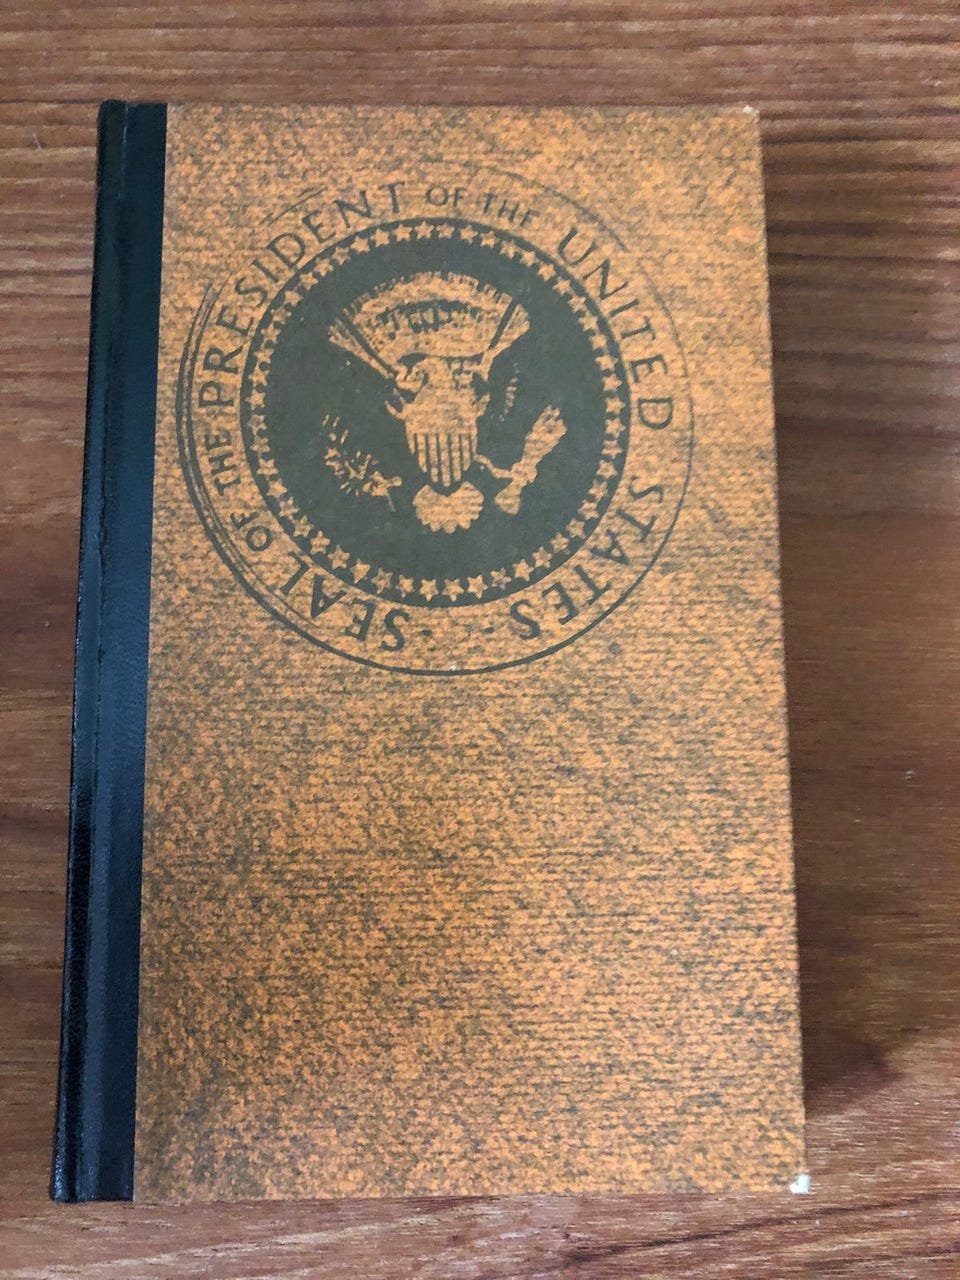 SEAL OF THE PRESIDENT OF THE UNITED STATES